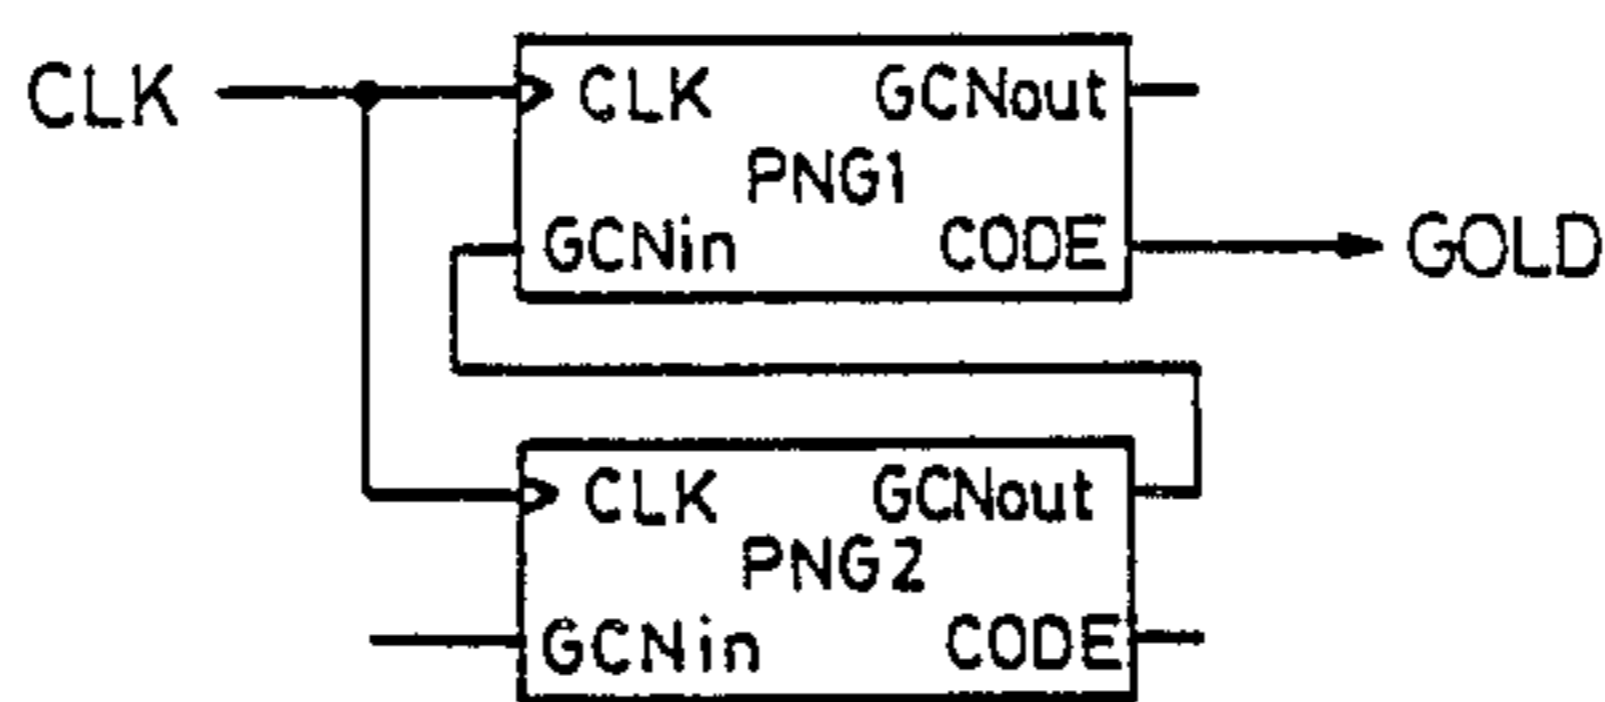 CLK
CLK GCNout
PNG1
GCNin CODE
GOLD
CLK GCNout
PNG2
GCNin CODE